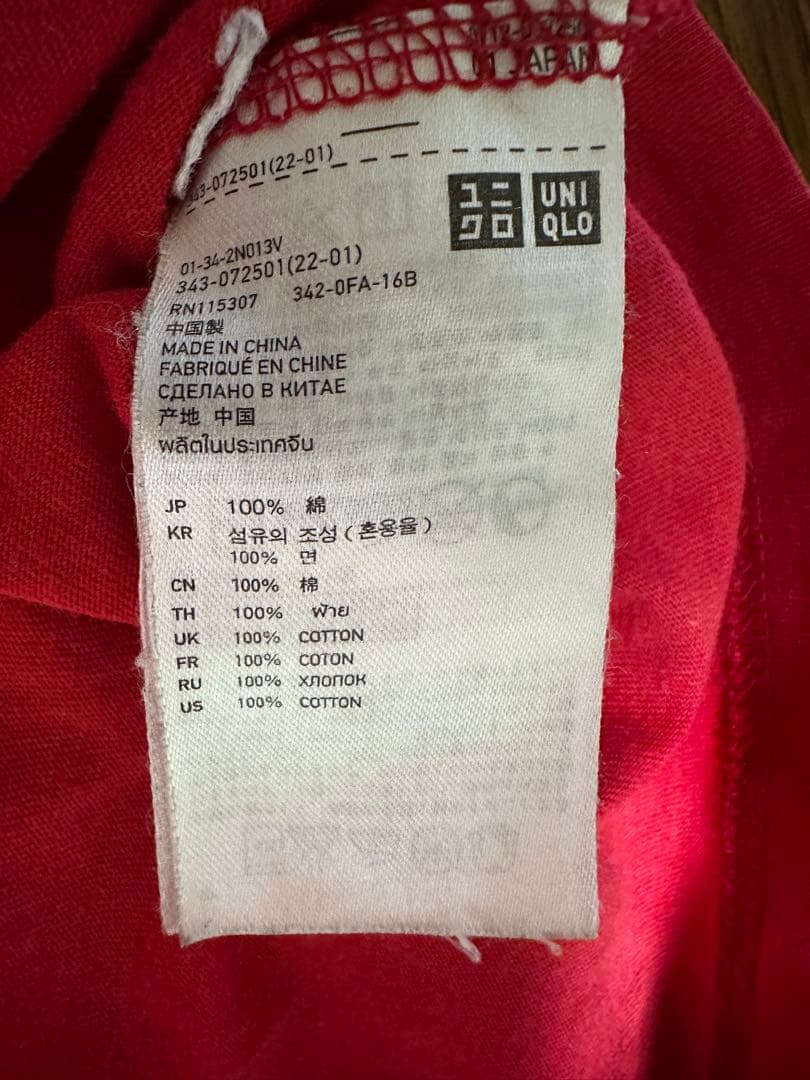 01 JAPAN
343-072501(22-01)
ユニクロ
UNIQLO
01-34-2N013V
343-072501(22-01)
RN115307 342-0FA-16B
中国製
MADE IN CHINA
FABRIQUÉ EN CHINE
СДЕЛАНО В КИТАЕ
产地 中国
ผลิตในประเทศจีน
JP 100% 綿
KR 섬유의 조성 (혼용율)
100% 면
CN 100% 棉
TH 100% ฝ้าย
UK 100% COTTON
FR 100% COTON
RU 100% ХЛОПОК
US 100% COTTON